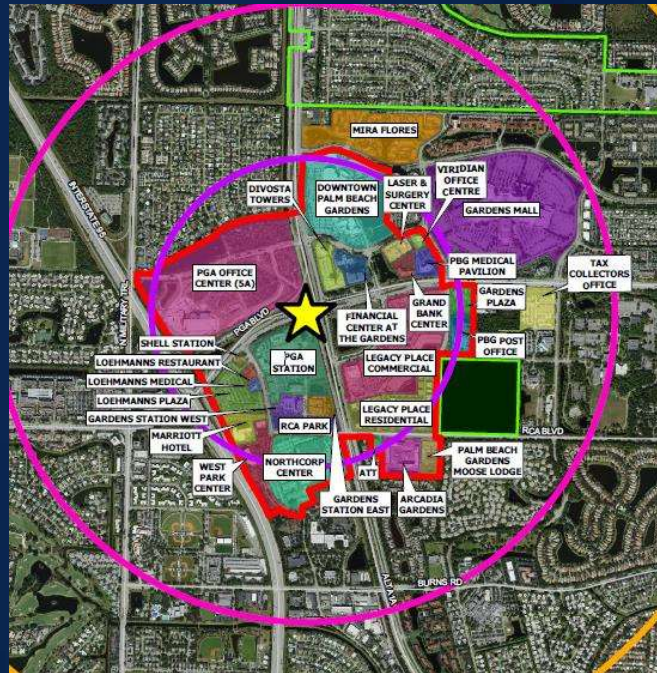 MIRA FLORES
DIVOSTA
TOWERS
DOWNTOWN
PALM BEACH
GARDENS
LASER &
SURGERY
CENTER
VIRIDIAN
OFFICE
CENTRE
GARDENS MALL
PGA OFFICE
CENTER (5A)
PBG MEDICAL
PAVILION
TAX
COLLECTORS
OFFICE
N MILITARY TRL
PGA BLVD
FINANCIAL
CENTER AT
THE GARDENS
GRAND
BANK
CENTER
GARDENS
PLAZA
PBG POST
OFFICE
SHELL STATION
LOEHMANNS RESTAURANT
LOEHMANNS MEDICAL
LOEHMANNS PLAZA
GARDENS STATION WEST
MARRIOTT
HOTEL
PGA
STATION
LEGACY PLACE
COMMERCIAL
LEGACY PLACE
RESIDENTIAL
RCA PARK
RCA BLVD
WEST
PARK
CENTER
NORTHCORP
CENTER
ATT
GARDENS
STATION EAST
ARCADIA
GARDENS
PALM BEACH
GARDENS
MOOSE LODGE
ALT A1A
BURNS RD